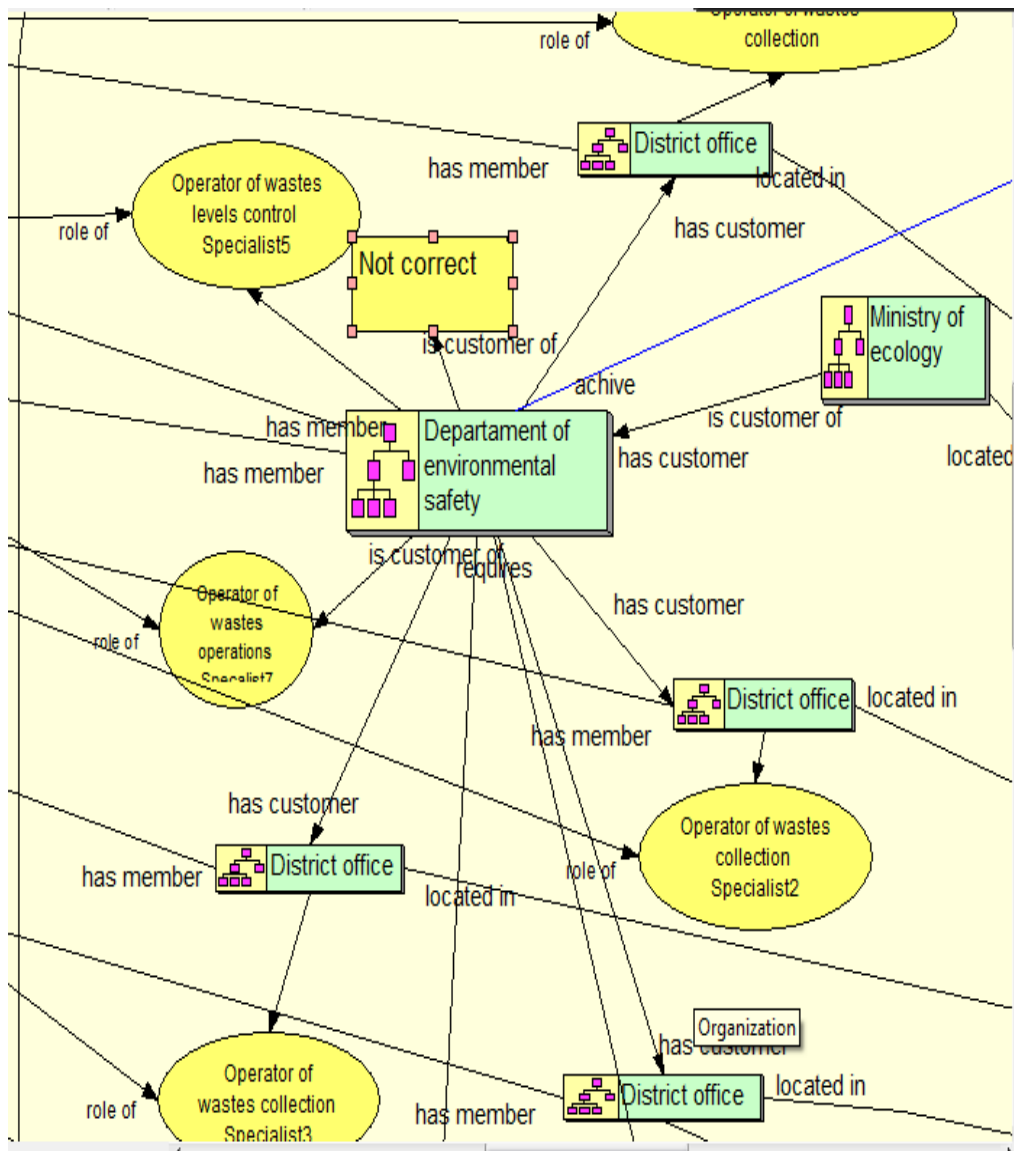 Operator of wastes
collection
role of
District office
has member
located in
Operator of wastes
levels control
Specialist5
role of
has customer
Not correct
is customer of
Ministry of
ecology
achive
is customer of
has member
Departament of
environmental
safety
has customer
located
has member
is customer of
requires
has customer
Operator of
wastes
operations
Specalist7
role of
District office
located in
has member
has customer
Operator of wastes
collection
Specialist2
role of
District office
has member
located in
Organization
has customer
Operator of
wastes collection
Specialist3
role of
District office
located in
has member